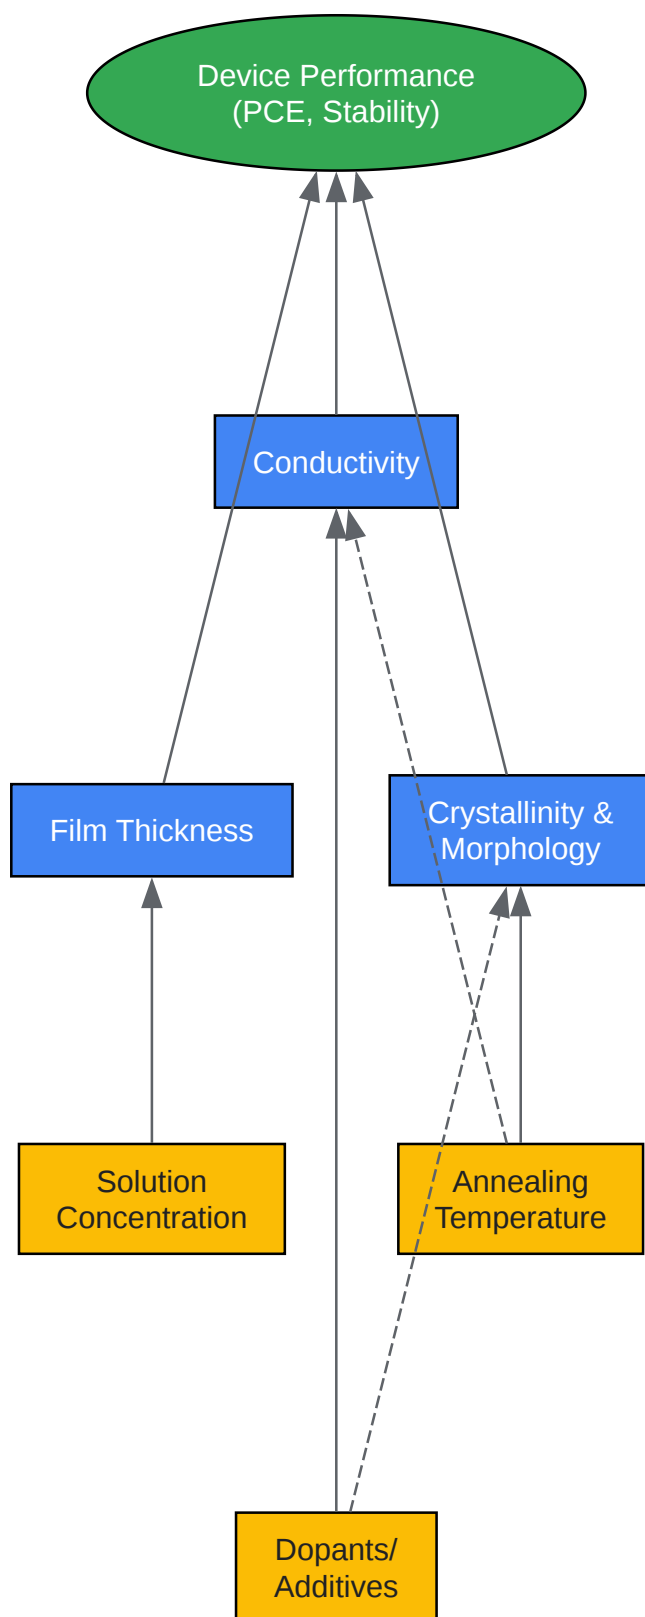 Device Performance
(PCE, Stability)
Conductivity
Film Thickness
Crystallinity &
Morphology
Solution
Concentration
Annealing
Temperature
Dopants/
Additives